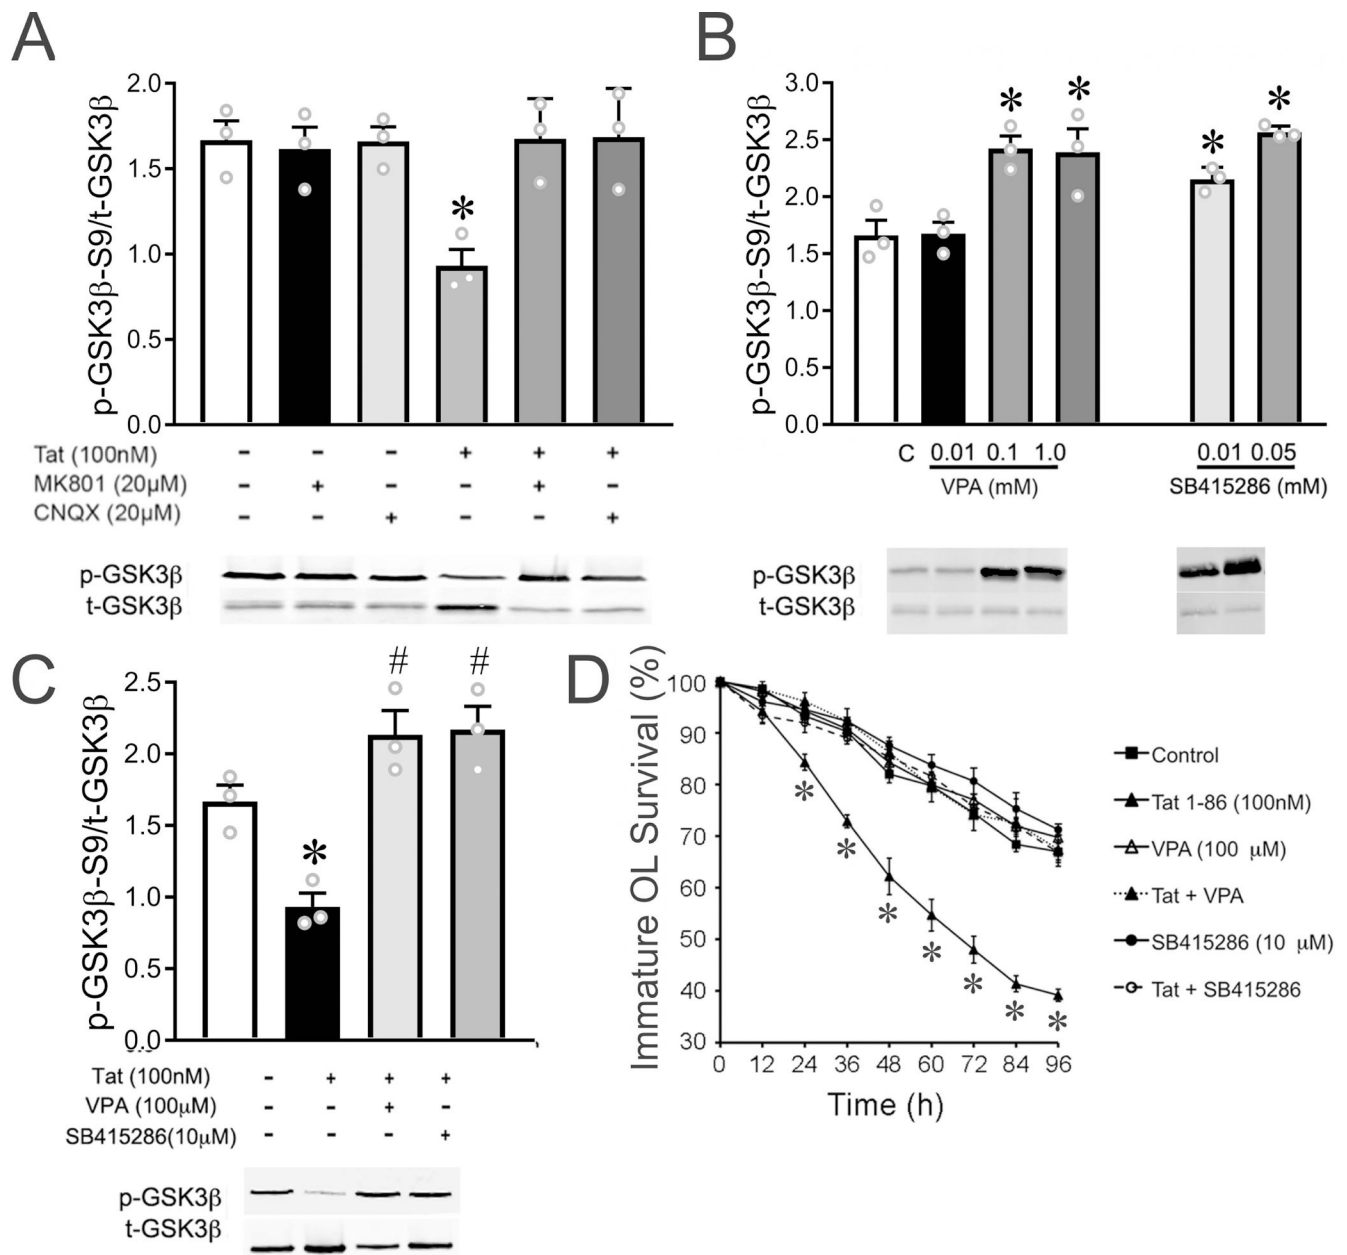 A
p-GSK3β-S9/t-GSK3β
2.0
1.5
1.0
0.5
0.0
*
Tat (100nM) - - - + + +
MK801 (20µM) - + - - + -
CNQX (20µM) - - + - - +
p-GSK3β
t-GSK3β
B
p-GSK3β-S9/t-GSK3β
3.0
2.5
2.0
1.5
1.0
0.5
0.0
* * * *
C 0.01 0.1 1.0 0.01 0.05
VPA (mM) SB415286 (mM)
p-GSK3β
t-GSK3β
C
p-GSK3β-S9/t-GSK3β
2.5
2.0
1.5
1.0
0.5
0.0
* # #
Tat (100nM) - + + +
VPA (100µM) - - + -
SB415286(10µM) - - - +
p-GSK3β
t-GSK3β
D
Immature OL Survival (%)
100
90
80
70
60
50
40
30
* * * * * * *
0 12 24 36 48 60 72 84 96
Time (h)
Control
Tat 1-86 (100nM)
VPA (100 µM)
Tat + VPA
SB415286 (10 µM)
Tat + SB415286